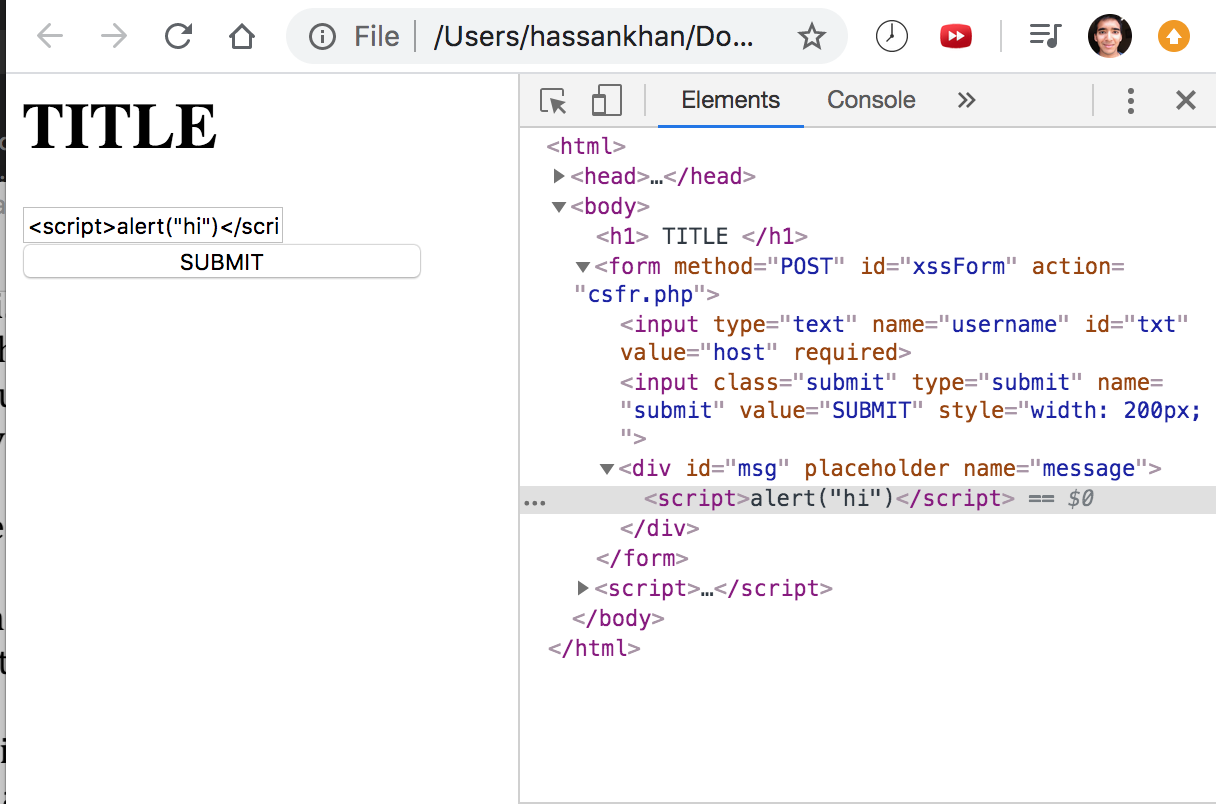 File /Users/hassankhan/Do...
TITLE
<script>alert("hi")</scri
SUBMIT
Elements Console
<html>
<head>…</head>
<body>
<h1> TITLE </h1>
<form method="POST" id="xssForm" action=
"csfr.php">
<input type="text" name="username" id="txt"
value="host" required>
<input class="submit" type="submit" name=
"submit" value="SUBMIT" style="width: 200px;
">
<div id="msg" placeholder name="message">
… <script>alert("hi")</script> == $0
</div>
</form>
<script>…</script>
</body>
</html>